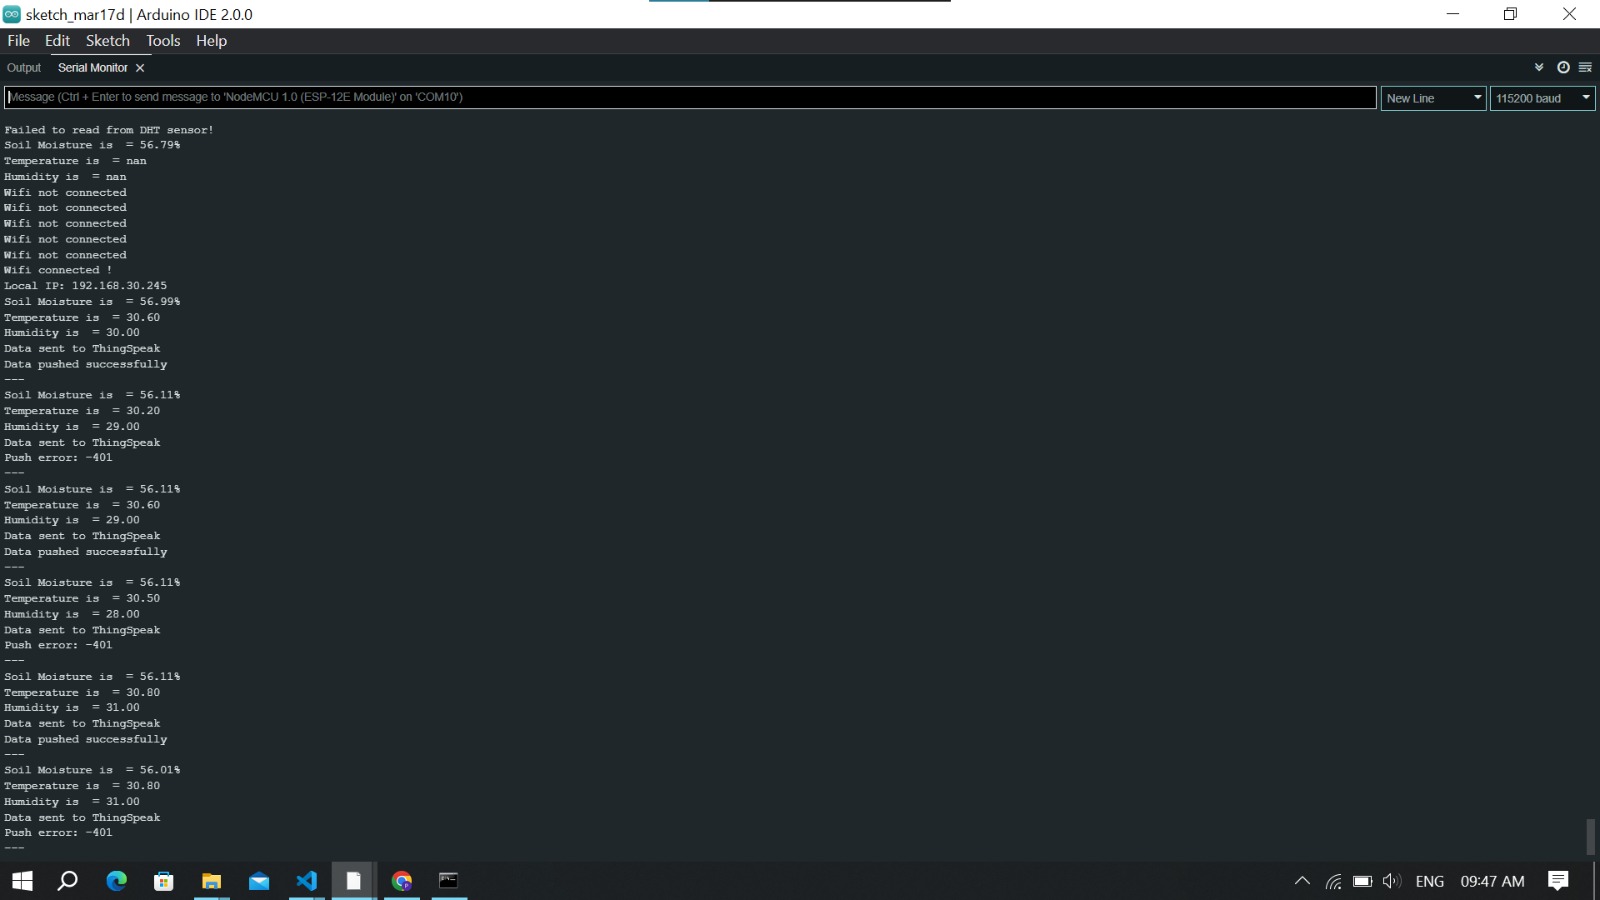 sketch_mar17d | Arduino IDE 2.0.0
File Edit Sketch Tools Help
Output Serial Monitor
Message (Ctrl + Enter to send message to 'NodeMCU 1.0 (ESP-12E Module)' on 'COM10')
New Line
115200 baud
Failed to read from DHT sensor!
Soil Moisture is  = 56.79%
Temperature is  = nan
Humidity is  = nan
Wifi not connected
Wifi not connected
Wifi not connected
Wifi not connected
Wifi not connected
Wifi connected !
Local IP: 192.168.30.245
Soil Moisture is  = 56.99%
Temperature is  = 30.60
Humidity is  = 30.00
Data sent to ThingSpeak
Data pushed successfully
---
Soil Moisture is  = 56.11%
Temperature is  = 30.20
Humidity is  = 29.00
Data sent to ThingSpeak
Push error: -401
---
Soil Moisture is  = 56.11%
Temperature is  = 30.60
Humidity is  = 29.00
Data sent to ThingSpeak
Data pushed successfully
---
Soil Moisture is  = 56.11%
Temperature is  = 30.50
Humidity is  = 28.00
Data sent to ThingSpeak
Push error: -401
---
Soil Moisture is  = 56.11%
Temperature is  = 30.80
Humidity is  = 31.00
Data sent to ThingSpeak
Data pushed successfully
---
Soil Moisture is  = 56.01%
Temperature is  = 30.80
Humidity is  = 31.00
Data sent to ThingSpeak
Push error: -401
---
ENG 09:47 AM